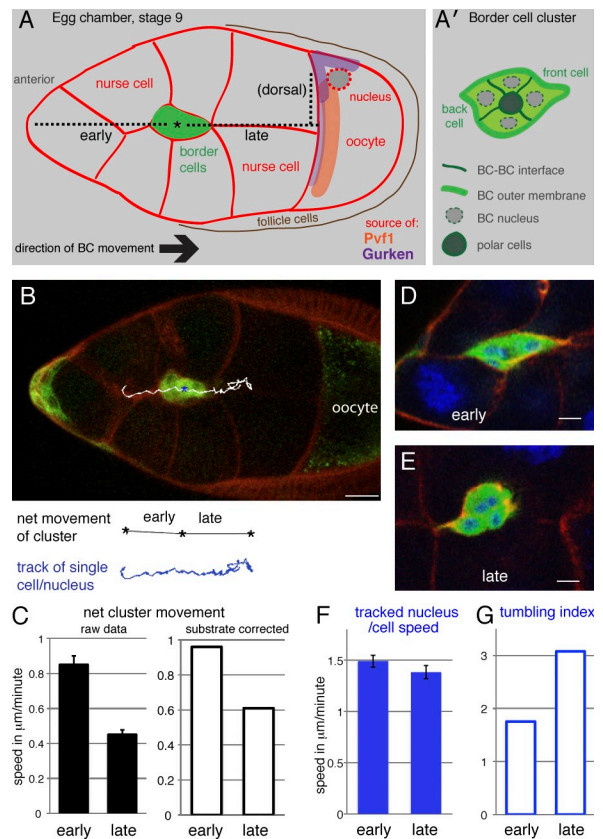 A
Egg chamber, stage 9
anterior
nurse cell
(dorsal)
nucleus
early
late
border
cells
nurse cell
oocyte
follicle cells
source of:
Pvf1
Gurken
direction of BC movement
A′
Border cell cluster
front cell
back
cell
BC-BC interface
BC outer membrane
BC nucleus
polar cells
B
oocyte
net movement
of cluster
early
late
track of single
cell/nucleus
D
early
E
late
C
net cluster movement
raw data
substrate corrected
speed in μm/minute
1
0.8
0.6
0.4
0.2
0
early
late
1
0.8
0.6
0.4
0.2
0
early
late
F
tracked nucleus
/cell speed
speed in μm/minute
1.5
1
0.5
0
early
late
G
tumbling index
3
2
1
0
early
late